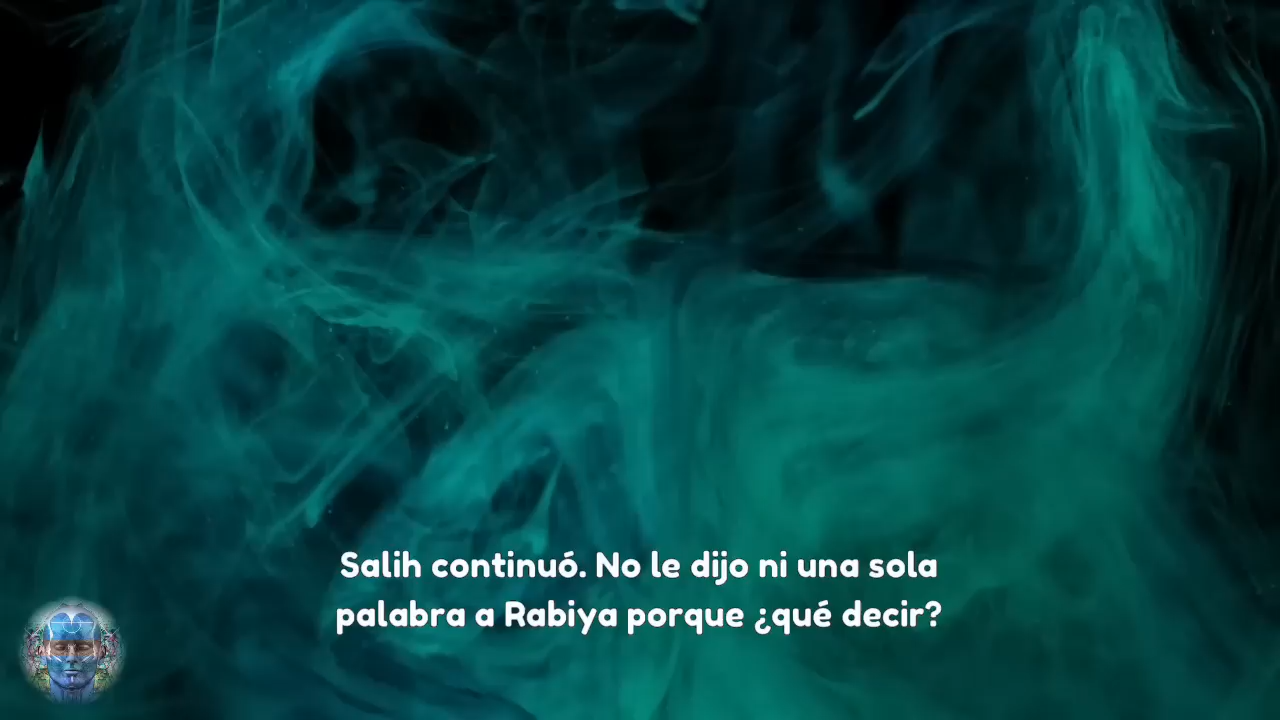 Salih continuó. No le dijo ni una sola
palabra a Rabiya porque ¿qué decir?